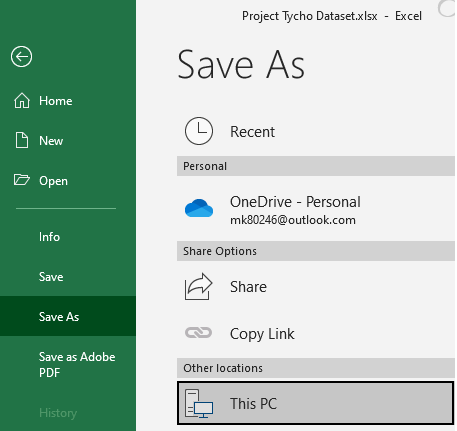 Project Tycho Dataset.xlsx - Excel
Save As
Home
New
Open
Info
Save
Save As
Save as Adobe
PDF
History
Recent
Personal
OneDrive - Personal
mk80246@outlook.com
Share Options
Share
Copy Link
Other locations
This PC